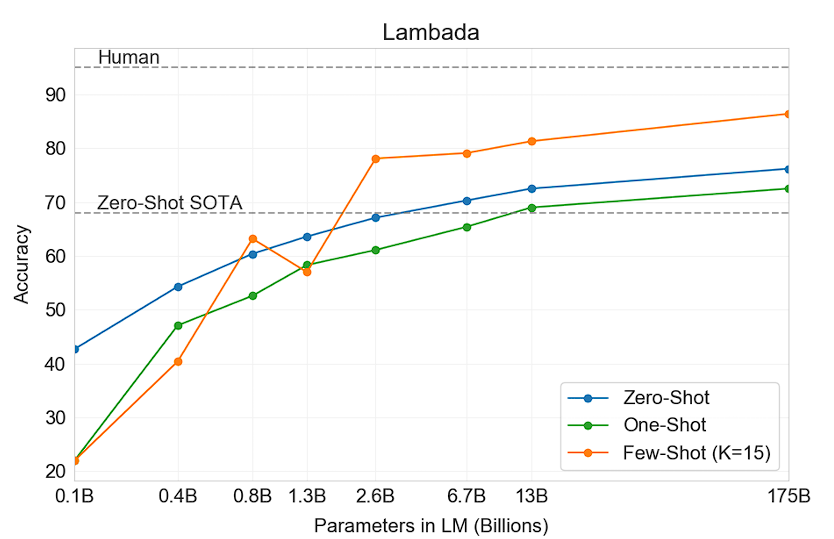 Lambada
Human
90
80
70
Zero-Shot SOTA
60
50
40
30
20
Accuracy
Zero-Shot
One-Shot
Few-Shot (K=15)
0.1B 0.4B 0.8B 1.3B 2.6B 6.7B 13B 175B
Parameters in LM (Billions)